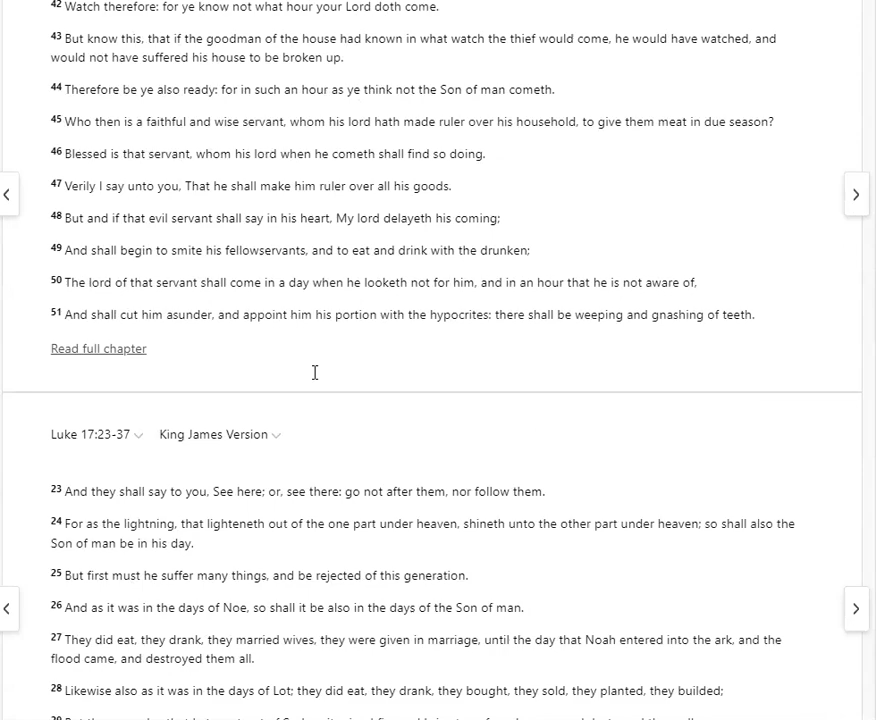 42 Watch therefore: for ye know not what hour your Lord doth come.
43 But know this, that if the goodman of the house had known in what watch the thief would come, he would have watched, and
would not have suffered his house to be broken up.
44 Therefore be ye also ready: for in such an hour as ye think not the Son of man cometh.
45 Who then is a faithful and wise servant, whom his lord hath made ruler over his household, to give them meat in due season?
46 Blessed is that servant, whom his lord when he cometh shall find so doing.
47 Verily I say unto you, That he shall make him ruler over all his goods.
48 But and if that evil servant shall say in his heart, My lord delayeth his coming;
49 And shall begin to smite his fellowservants, and to eat and drink with the drunken;
50 The lord of that servant shall come in a day when he looketh not for him, and in an hour that he is not aware of,
51 And shall cut him asunder, and appoint him his portion with the hypocrites: there shall be weeping and gnashing of teeth.
Read full chapter
Luke 17:23-37 King James Version
23 And they shall say to you, See here; or, see there: go not after them, nor follow them.
24 For as the lightning, that lighteneth out of the one part under heaven, shineth unto the other part under heaven; so shall also the
Son of man be in his day.
25 But first must he suffer many things, and be rejected of this generation.
26 And as it was in the days of Noe, so shall it be also in the days of the Son of man.
27 They did eat, they drank, they married wives, they were given in marriage, until the day that Noah entered into the ark, and the
flood came, and destroyed them all.
28 Likewise also as it was in the days of Lot; they did eat, they drank, they bought, they sold, they planted, they builded;